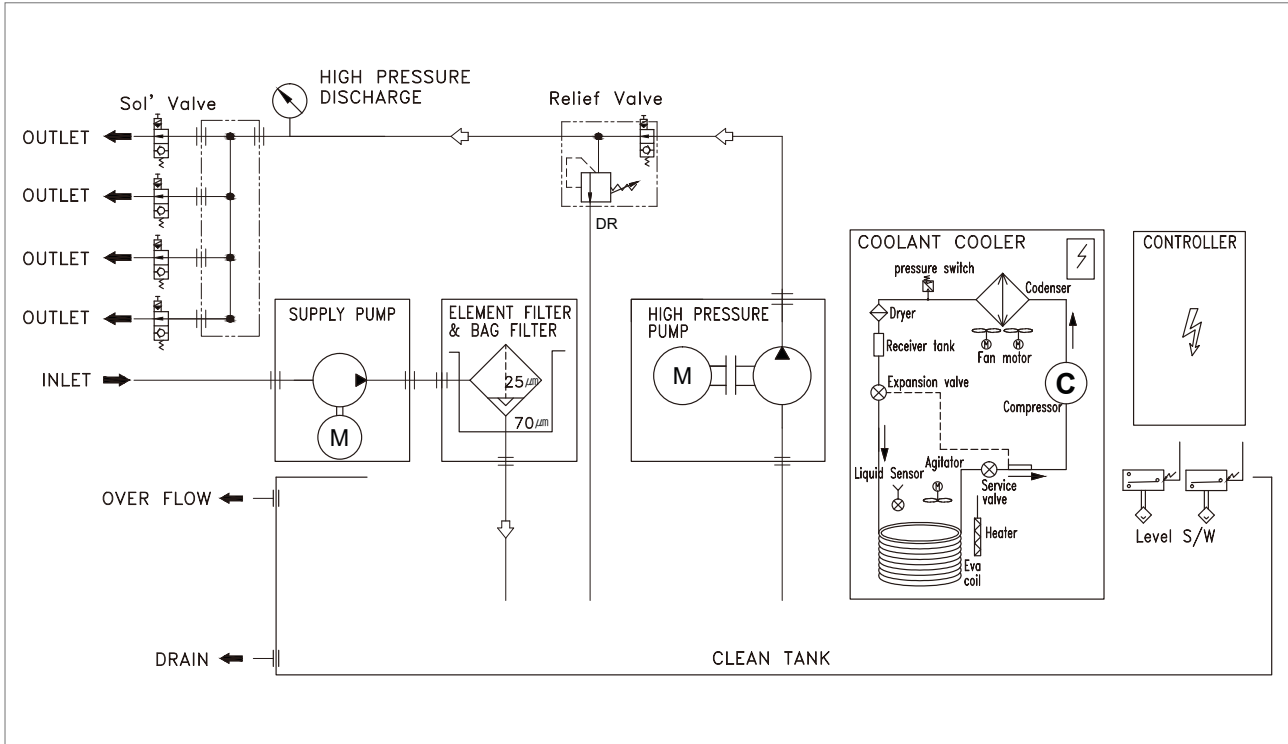 HIGH PRESSURE
DISCHARGE
Sol' Valve
Relief Valve
OUTLET
OUTLET
OUTLET
OUTLET
DR
INLET
SUPPLY PUMP
M
ELEMENT FILTER
& BAG FILTER
25㎛
70㎛
HIGH PRESSURE
PUMP
M
COOLANT COOLER
pressure switch
Codenser
Dryer
Receiver tank
M
M
Fan motor
Expansion valve
C
Compressor
Liquid Sensor
Agitator
M
Service
valve
Heater
Eva
coil
CONTROLLER
Level S/W
OVER FLOW
DRAIN
CLEAN TANK